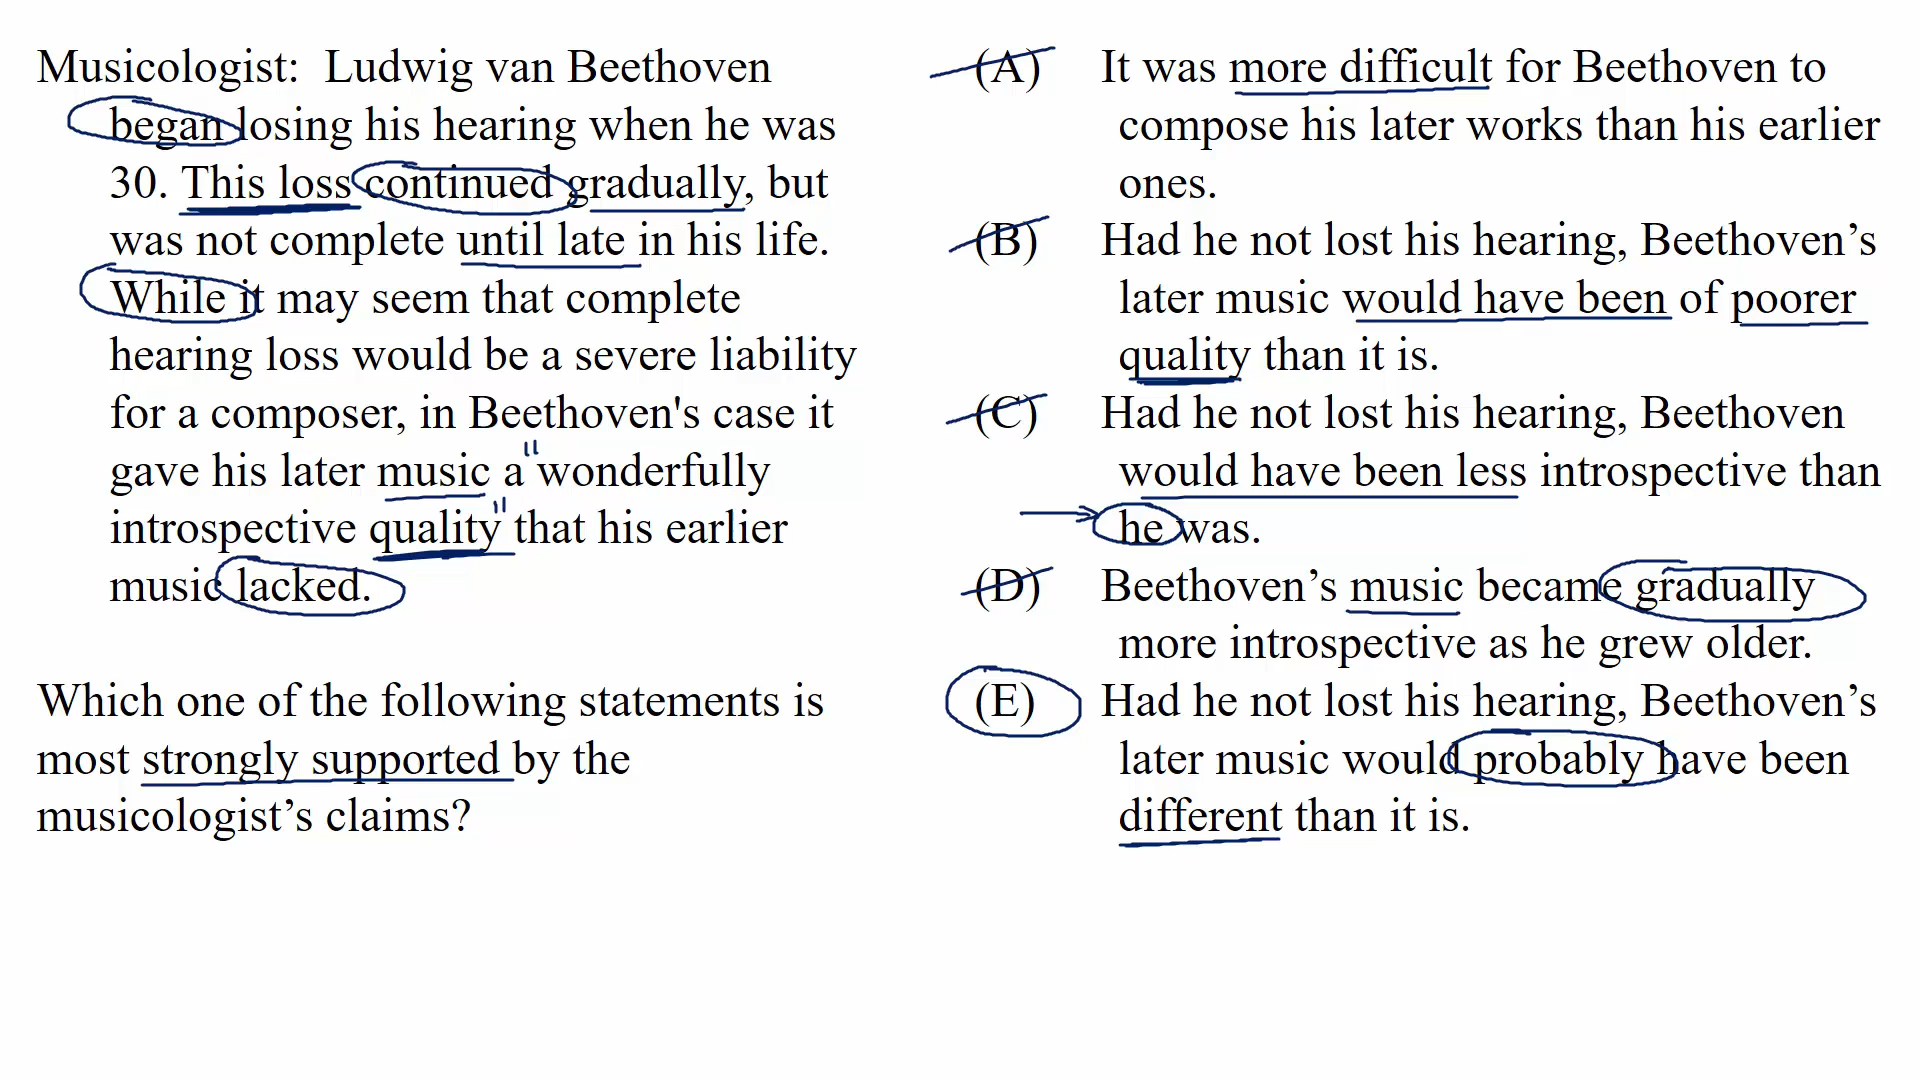 Musicologist: Ludwig van Beethoven
began losing his hearing when he was
30. This loss continued gradually, but
was not complete until late in his life.
While it may seem that complete
hearing loss would be a severe liability
for a composer, in Beethoven's case it
gave his later music a "wonderfully
introspective quality" that his earlier
music lacked.
Which one of the following statements is
most strongly supported by the
musicologist’s claims?
(A) It was more difficult for Beethoven to
compose his later works than his earlier
ones.
(B) Had he not lost his hearing, Beethoven’s
later music would have been of poorer
quality than it is.
(C) Had he not lost his hearing, Beethoven
would have been less introspective than
he was.
(D) Beethoven’s music became gradually
more introspective as he grew older.
(E) Had he not lost his hearing, Beethoven’s
later music would probably have been
different than it is.